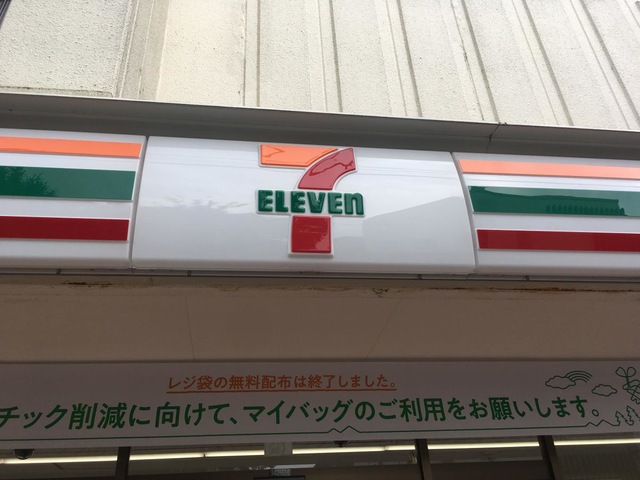 7
ELEVEn
レジ袋の無料配布は終了しました。
チック削減に向けて、マイバッグのご利用をお願いします。